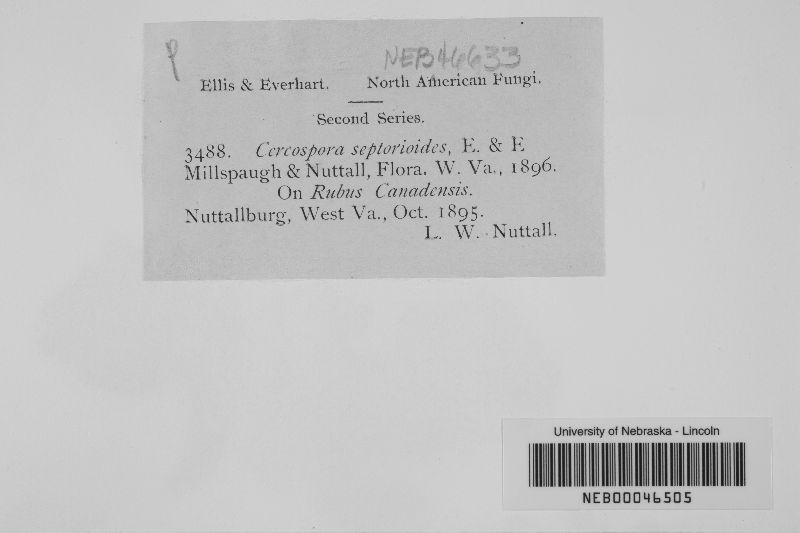 P NEB46633
Ellis & Everhart. North American Fungi.
Second Series.
3488. Cercospora septorioides, E. & E
Millspaugh & Nuttall, Flora. W. Va., 1896.
On Rubus Canadensis.
Nuttallburg, West Va., Oct. 1895.
L. W. Nuttall.
University of Nebraska - Lincoln
NEB00046505